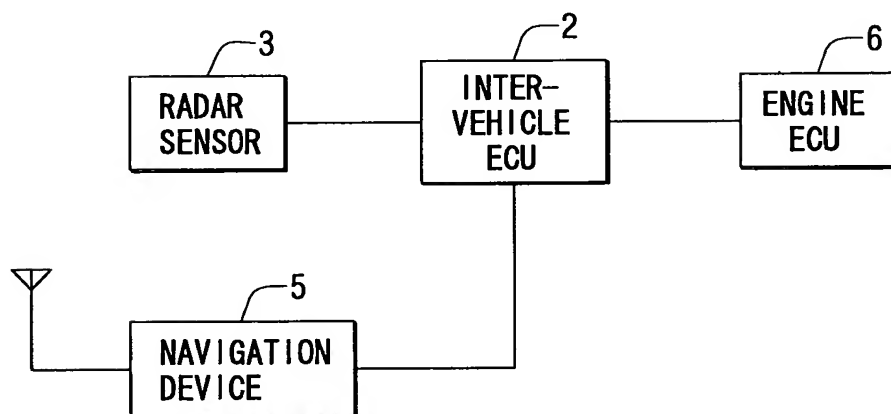 3
RADAR
SENSOR
2
INTER-
VEHICLE
ECU
6
ENGINE
ECU
5
NAVIGATION
DEVICE